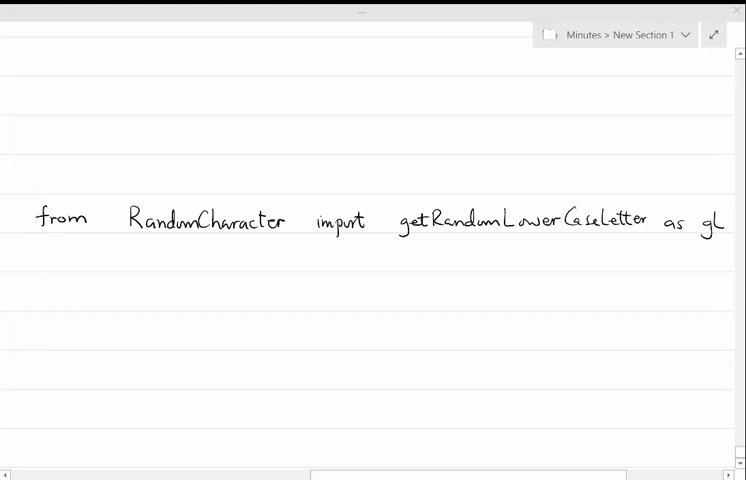 ...
Minutes > New Section 1
from RandomCharacter import getRandomLowerCaseLetter as gL